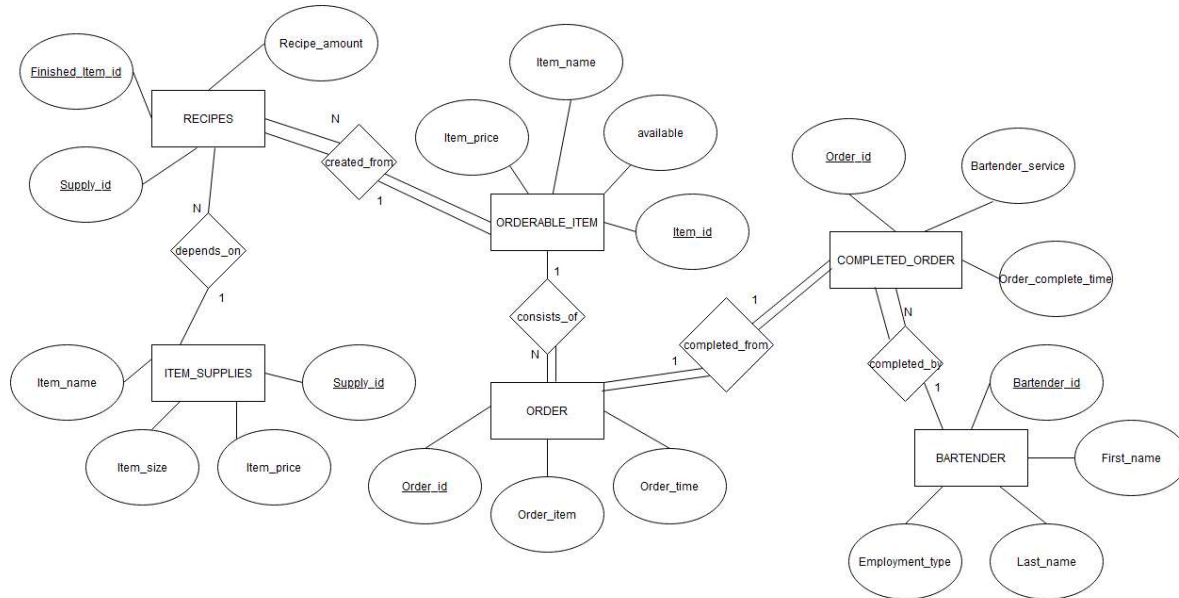 Item_name
Recipe_amount
Finished_Item_id
RECIPES
N
created_from
1
Item_price
available
Supply_id
ORDERABLE_ITEM
Item_id
Order_id
Bartender_service
COMPLETED_ORDER
Order_complete_time
N
depends_on
1
1
consists_of
N
1
completed_from
1
N
completed_by
1
Item_name
ITEM_SUPPLIES
Supply_id
Item_size
Item_price
ORDER
Order_id
Order_item
Order_time
Bartender_id
BARTENDER
First_name
Employment_type
Last_name